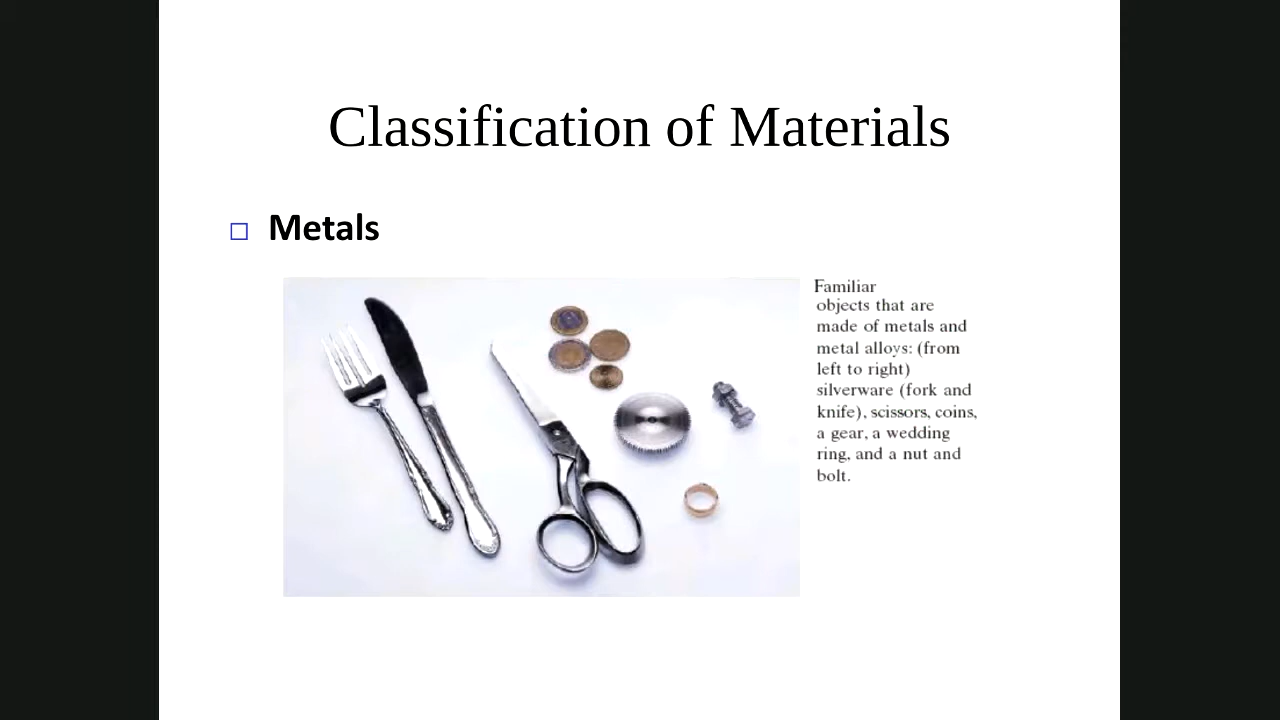 Classification of Materials
Metals
Familiar
objects that are
made of metals and
metal alloys: (from
left to right)
silverware (fork and
knife), scissors, coins,
a gear, a wedding
ring, and a nut and
bolt.